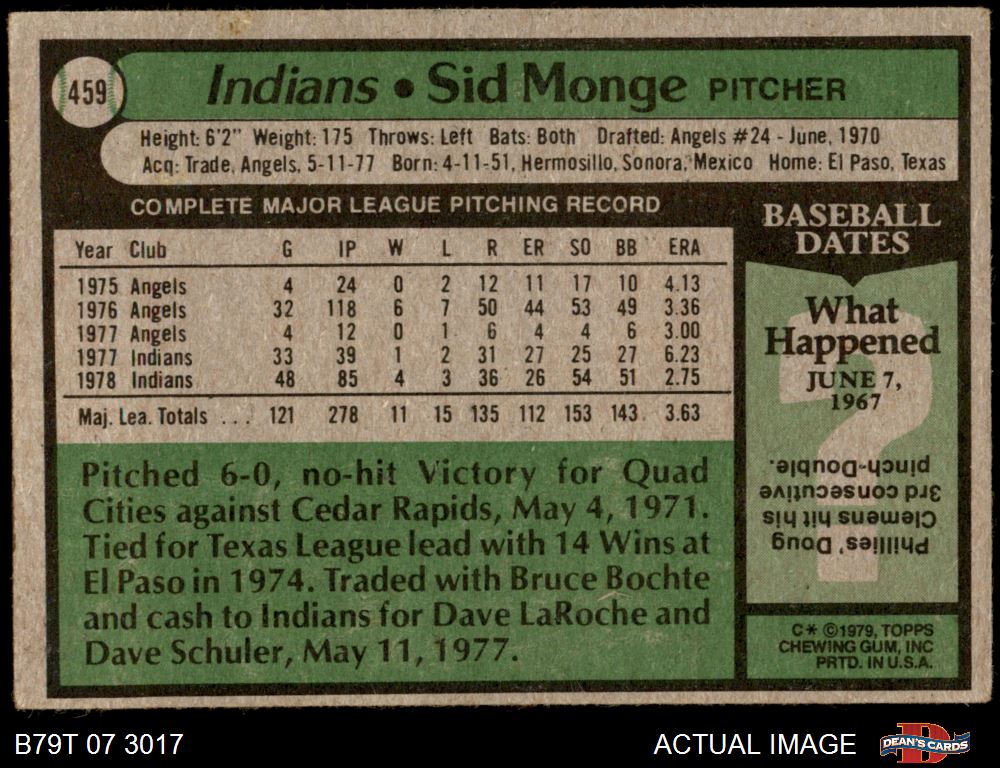 459
Indians • Sid Monge PITCHER
Height: 6'2" Weight: 175 Throws: Left Bats: Both Drafted: Angels #24 - June, 1970
Acq: Trade, Angels, 5-11-77 Born: 4-11-51, Hermosillo, Sonora, Mexico Home: El Paso, Texas
COMPLETE MAJOR LEAGUE PITCHING RECORD
Year Club G IP W L R ER SO BB ERA
1975 Angels 4 24 0 2 12 11 17 10 4.13
1976 Angels 32 118 6 7 50 44 53 49 3.36
1977 Angels 4 12 0 1 6 4 4 6 3.00
1977 Indians 33 39 1 2 31 27 25 27 6.23
1978 Indians 48 85 4 3 36 26 54 51 2.75
Maj. Lea. Totals . . . 121 278 11 15 135 112 153 143 3.63
Pitched 6-0, no-hit Victory for Quad
Cities against Cedar Rapids, May 4, 1971.
Tied for Texas League lead with 14 Wins at
El Paso in 1974. Traded with Bruce Bochte
and cash to Indians for Dave LaRoche and
Dave Schuler, May 11, 1977.
BASEBALL
DATES
What
Happened
JUNE 7,
1967
?
Phillies' Doug
Clemens hit his
3rd consecutive
pinch-Double.
C* ©1979, TOPPS
CHEWING GUM, INC
PRTD. IN U.S.A.
B79T 07 3017
ACTUAL IMAGE
D
DEAN'S CARDS